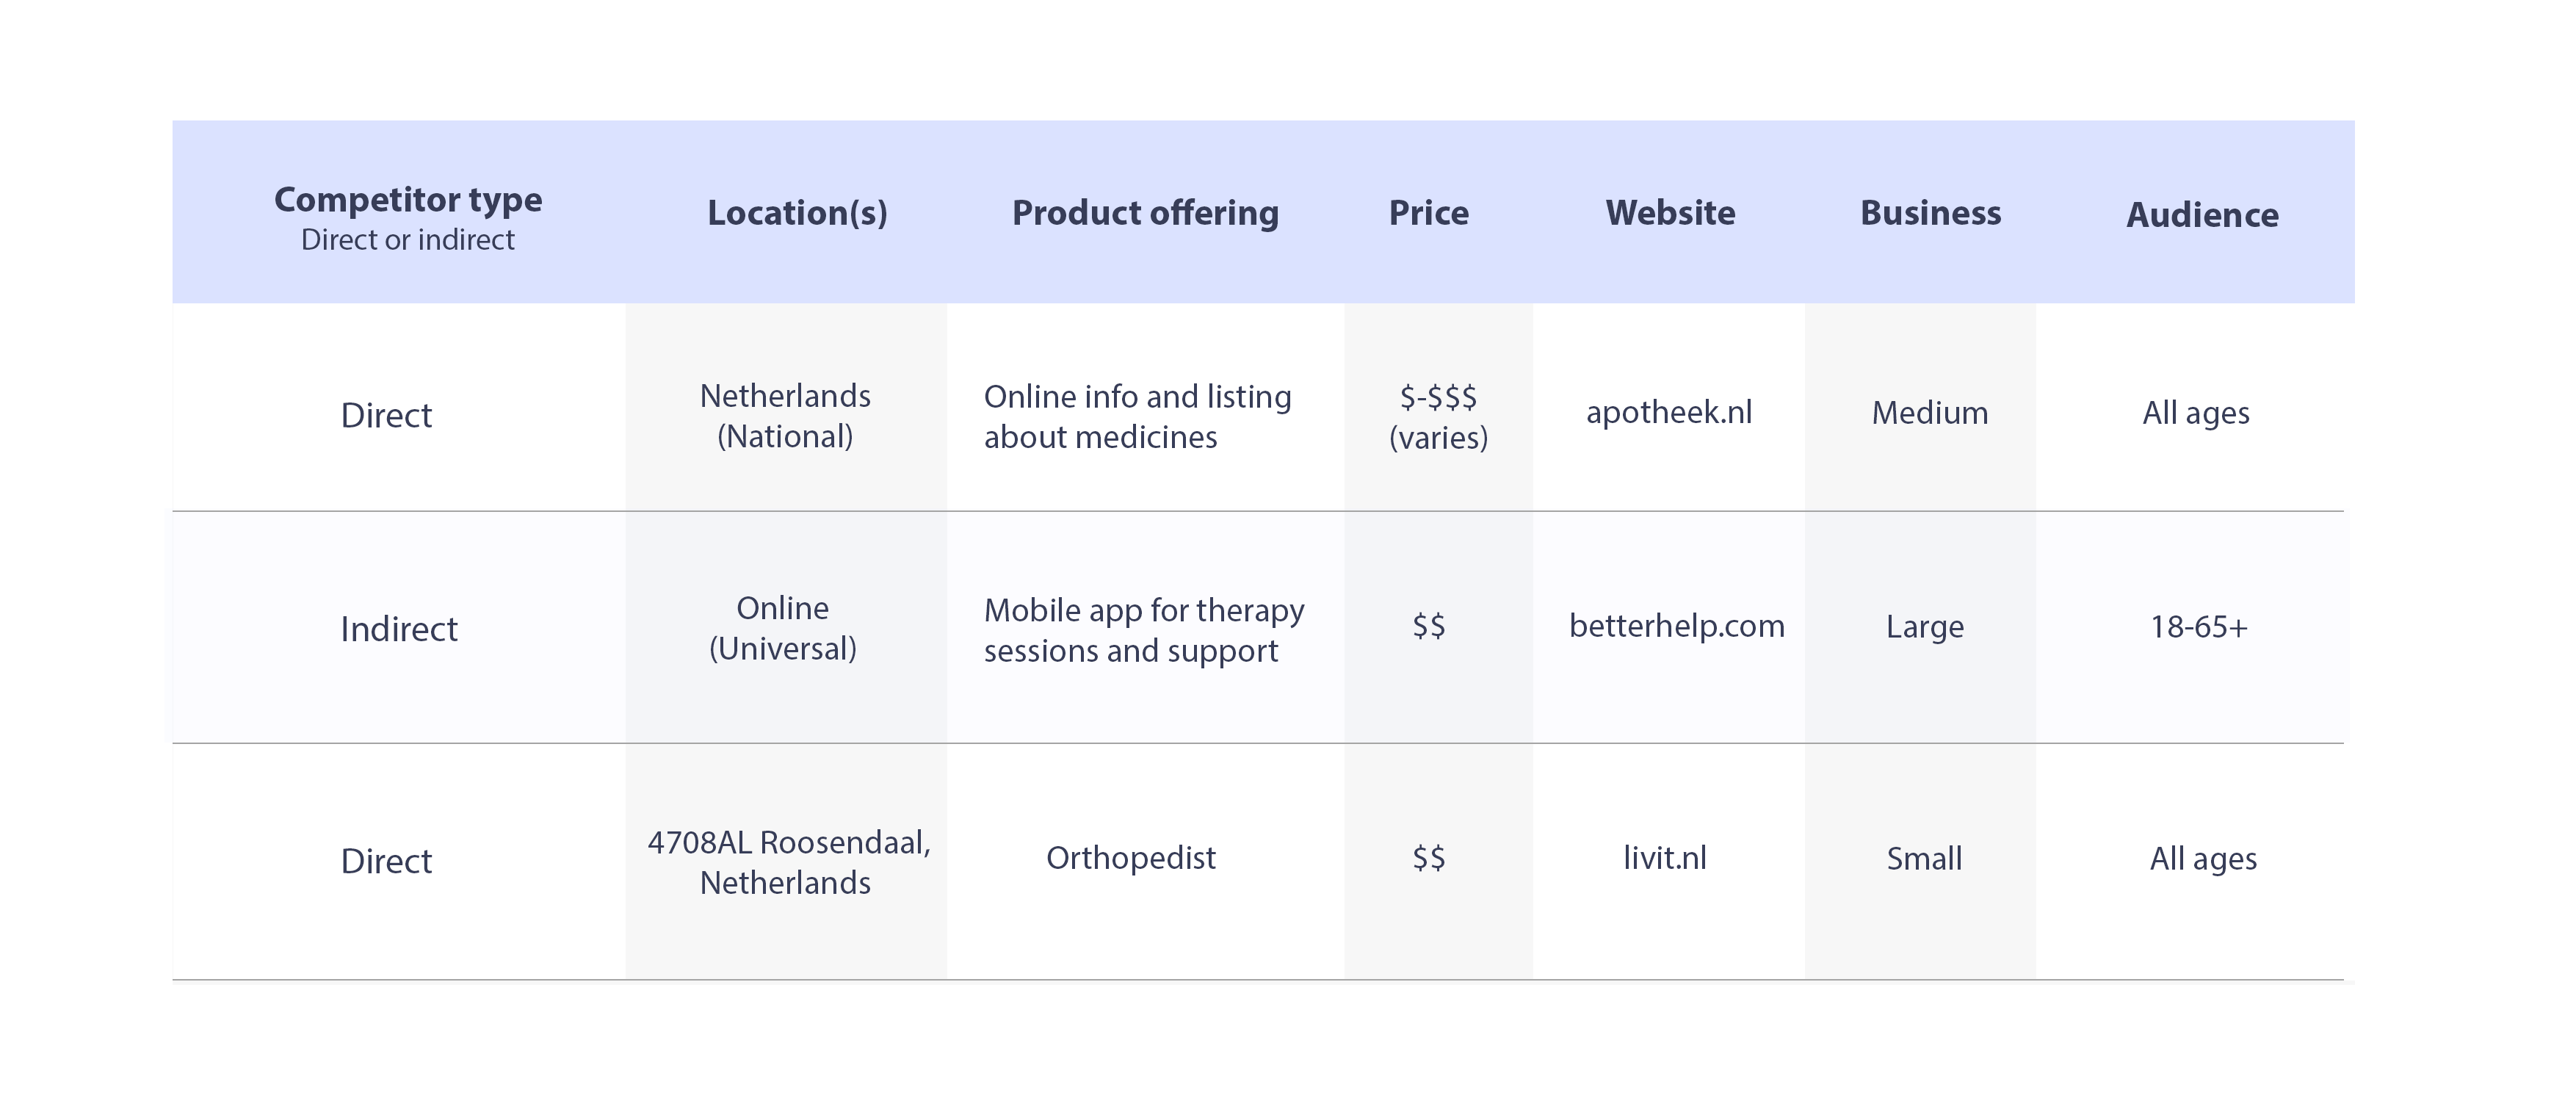 Competitor type
Direct or indirect
Location(s)
Product offering
Price
Website
Business
Audience
Direct
Netherlands
(National)
Online info and listing
about medicines
$-$$$
(varies)
apotheek.nl
Medium
All ages
Indirect
Online
(Universal)
Mobile app for therapy
sessions and support
$$
betterhelp.com
Large
18-65+
Direct
4708AL Roosendaal,
Netherlands
Orthopedist
$$
livit.nl
Small
All ages